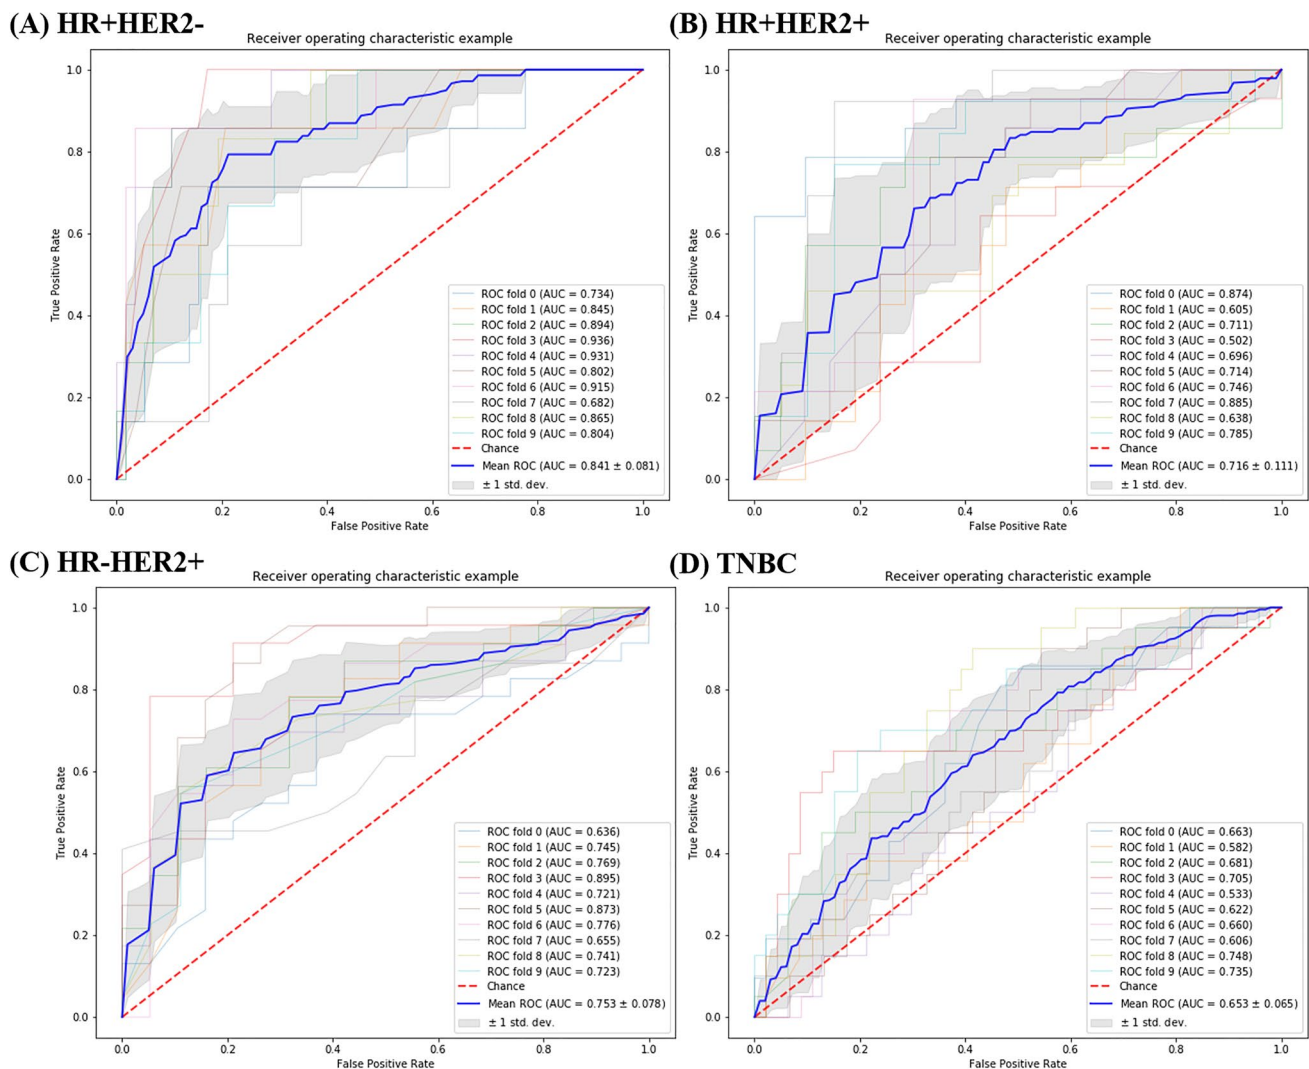 (A) HR+HER2-
Receiver operating characteristic example
True Positive Rate
1.0
0.8
0.6
0.4
0.2
0.0
ROC fold 0 (AUC = 0.734)
ROC fold 1 (AUC = 0.845)
ROC fold 2 (AUC = 0.894)
ROC fold 3 (AUC = 0.936)
ROC fold 4 (AUC = 0.931)
ROC fold 5 (AUC = 0.802)
ROC fold 6 (AUC = 0.915)
ROC fold 7 (AUC = 0.682)
ROC fold 8 (AUC = 0.865)
ROC fold 9 (AUC = 0.804)
Chance
Mean ROC (AUC = 0.841 ± 0.081)
± 1 std. dev.
0.0 0.2 0.4 0.6 0.8 1.0
False Positive Rate
(B) HR+HER2+
Receiver operating characteristic example
True Positive Rate
1.0
0.8
0.6
0.4
0.2
0.0
ROC fold 0 (AUC = 0.874)
ROC fold 1 (AUC = 0.605)
ROC fold 2 (AUC = 0.711)
ROC fold 3 (AUC = 0.502)
ROC fold 4 (AUC = 0.696)
ROC fold 5 (AUC = 0.714)
ROC fold 6 (AUC = 0.746)
ROC fold 7 (AUC = 0.885)
ROC fold 8 (AUC = 0.638)
ROC fold 9 (AUC = 0.785)
Chance
Mean ROC (AUC = 0.716 ± 0.111)
± 1 std. dev.
0.0 0.2 0.4 0.6 0.8 1.0
False Positive Rate
(C) HR-HER2+
Receiver operating characteristic example
True Positive Rate
1.0
0.8
0.6
0.4
0.2
0.0
ROC fold 0 (AUC = 0.636)
ROC fold 1 (AUC = 0.745)
ROC fold 2 (AUC = 0.769)
ROC fold 3 (AUC = 0.895)
ROC fold 4 (AUC = 0.721)
ROC fold 5 (AUC = 0.873)
ROC fold 6 (AUC = 0.776)
ROC fold 7 (AUC = 0.655)
ROC fold 8 (AUC = 0.741)
ROC fold 9 (AUC = 0.723)
Chance
Mean ROC (AUC = 0.753 ± 0.078)
± 1 std. dev.
0.0 0.2 0.4 0.6 0.8 1.0
False Positive Rate
(D) TNBC
Receiver operating characteristic example
True Positive Rate
1.0
0.8
0.6
0.4
0.2
0.0
ROC fold 0 (AUC = 0.663)
ROC fold 1 (AUC = 0.582)
ROC fold 2 (AUC = 0.681)
ROC fold 3 (AUC = 0.705)
ROC fold 4 (AUC = 0.533)
ROC fold 5 (AUC = 0.622)
ROC fold 6 (AUC = 0.660)
ROC fold 7 (AUC = 0.606)
ROC fold 8 (AUC = 0.748)
ROC fold 9 (AUC = 0.735)
Chance
Mean ROC (AUC = 0.653 ± 0.065)
± 1 std. dev.
0.0 0.2 0.4 0.6 0.8 1.0
False Positive Rate